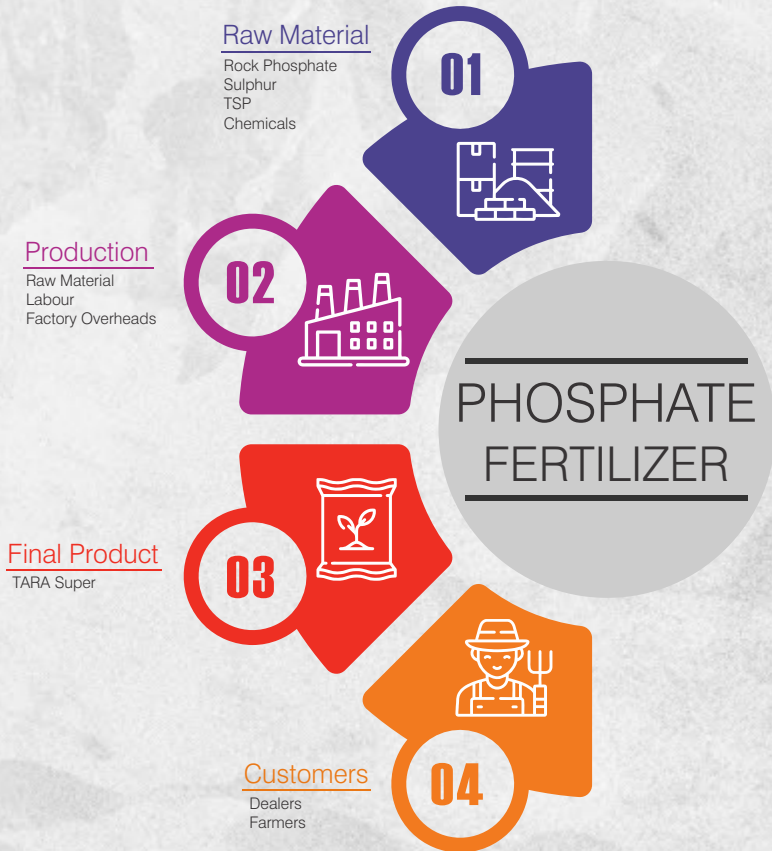 Raw Material
Rock Phosphate
Sulphur
TSP
Chemicals
01
Production
Raw Material
Labour
Factory Overheads
02
PHOSPHATE
FERTILIZER
Final Product
TARA Super
03
Customers
Dealers
Farmers
04